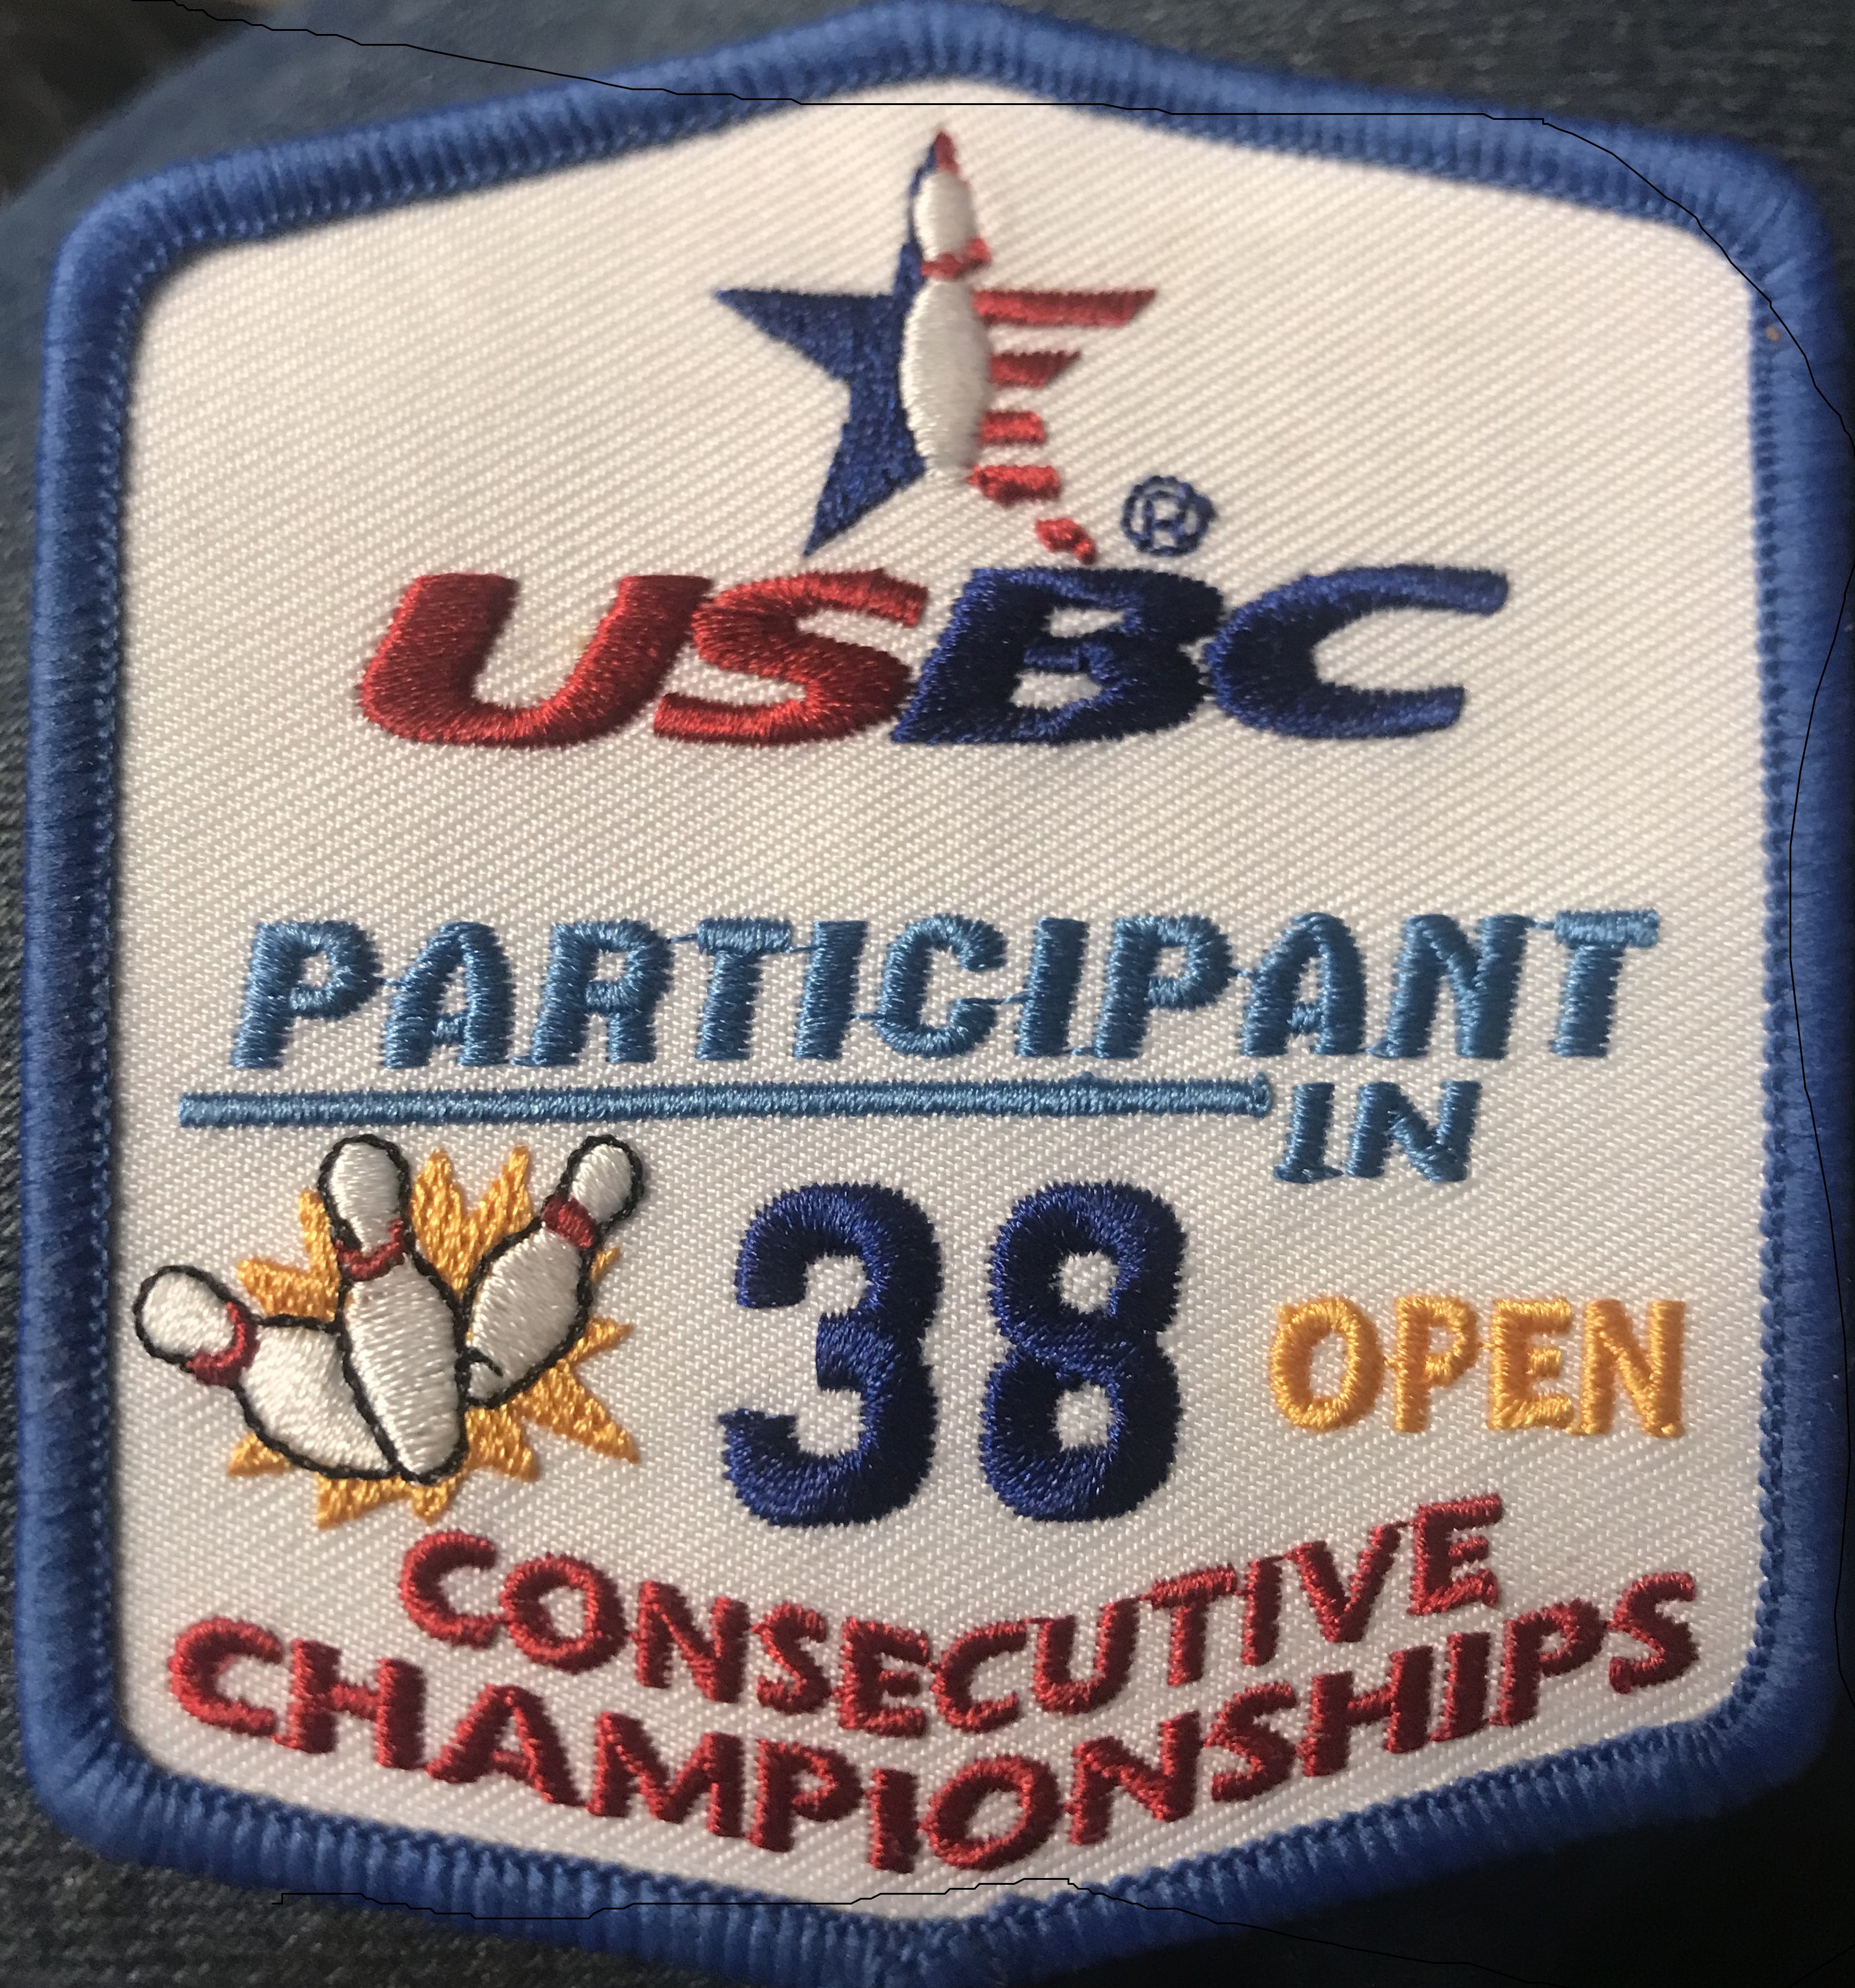 ®
USBC
PARTICIPANT
IN
38 OPEN
CONSECUTIVE
CHAMPIONSHIPS